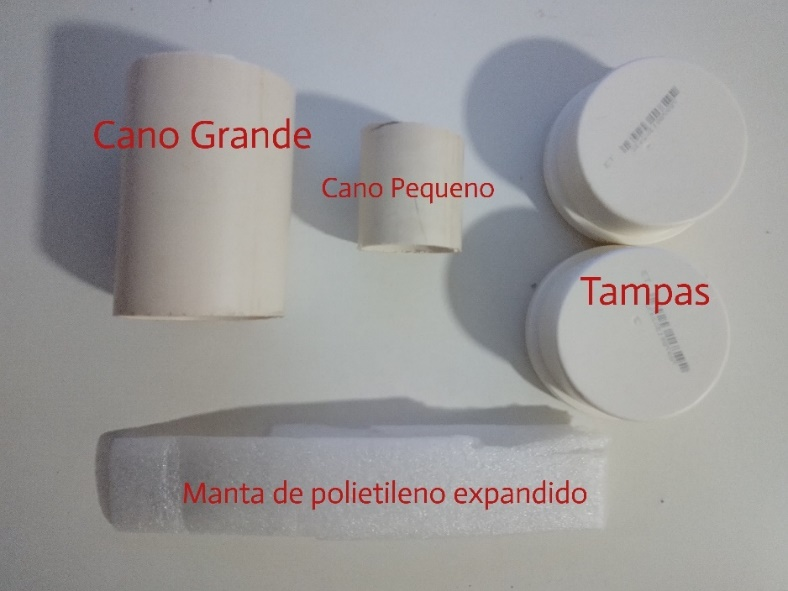 Cano Grande
Cano Pequeno
Tampas
Manta de polietileno expandido